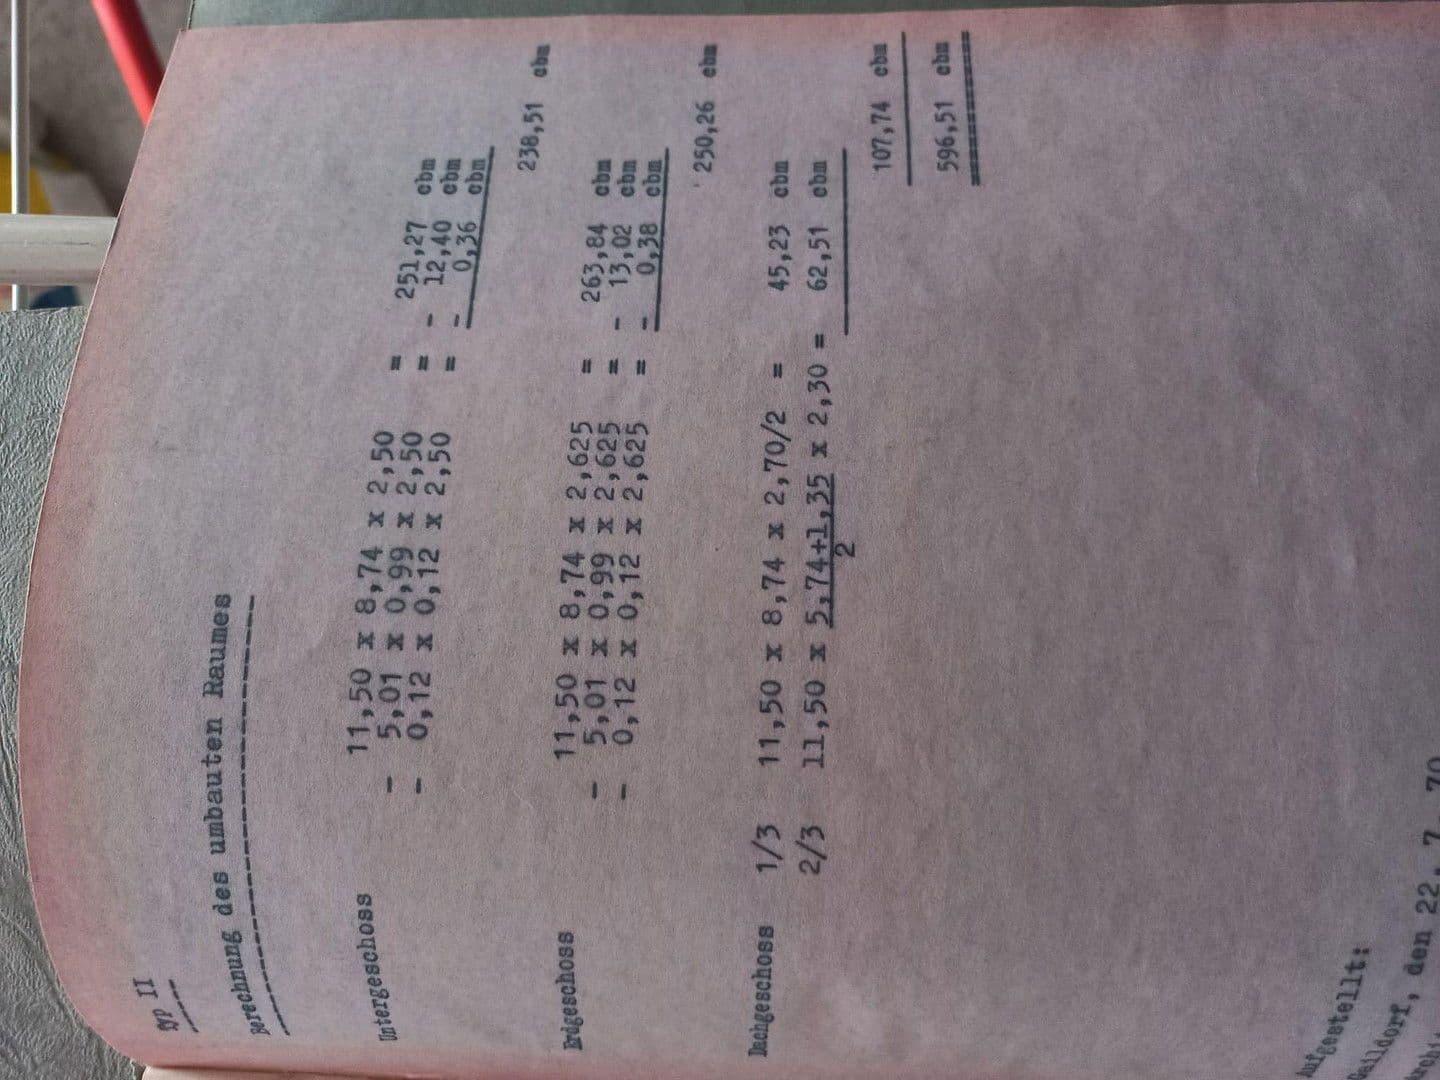 Typ II
Berechnung des umbauten Raumes
Untergeschoss 11,50 x 8,74 x 2,50 = 251,27 cbm
- 5,01 x 0,99 x 2,50 = - 12,40 cbm
- 0,12 x 0,12 x 2,50 = - 0,36 cbm
238,51 cbm
Erdgeschoss 11,50 x 8,74 x 2,625 = 263,84 cbm
- 5,01 x 0,99 x 2,625 = - 13,02 cbm
- 0,12 x 0,12 x 2,625 = - 0,38 cbm
250,26 cbm
Dachgeschoss 1/3 11,50 x 8,74 x 2,70/2 = 45,23 cbm
2/3 11,50 x 5,74+1,35 x 2,30 = 62,51 cbm
2
107,74 cbm
596,51 cbm
Aufgestellt:
Gaildorf, den 22. 7. 70